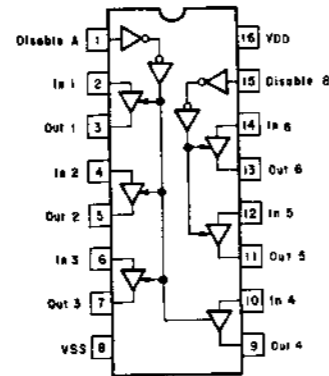 Disable A 1
In 1 2
Out 1 3
In 2 4
Out 2 5
In 3 6
Out 3 7
VSS 8
16 VDD
15 Disable B
14 In 6
13 Out 6
12 In 5
11 Out 5
10 In 4
9 Out 4